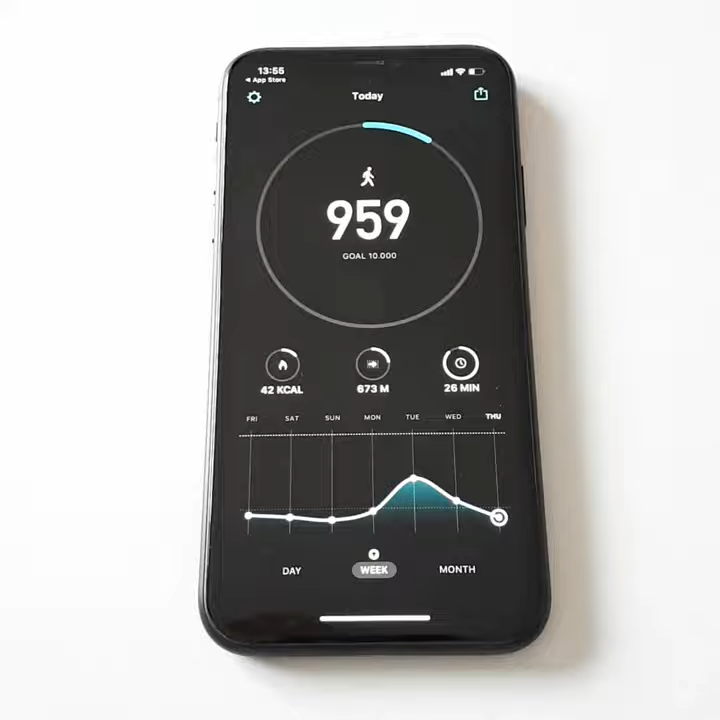 13:55
App Store
Today
959
GOAL 10.000
42 KCAL 673 M 26 MIN
FRI SAT SUN MON TUE WED THU
DAY WEEK MONTH